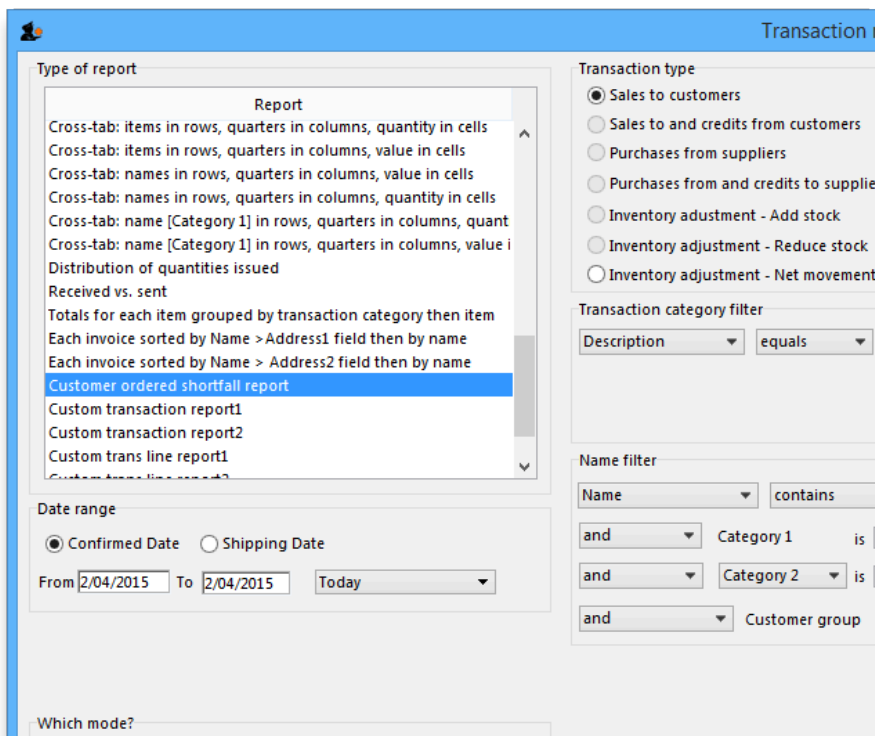 Transaction
Type of report
Report
Cross-tab: items in rows, quarters in columns, quantity in cells
Cross-tab: items in rows, quarters in columns, value in cells
Cross-tab: names in rows, quarters in columns, value in cells
Cross-tab: names in rows, quarters in columns, quantity in cells
Cross-tab: name [Category 1] in rows, quarters in columns, quant
Cross-tab: name [Category 1] in rows, quarters in columns, value i
Distribution of quantities issued
Received vs. sent
Totals for each item grouped by transaction category then item
Each invoice sorted by Name >Address1 field then by name
Each invoice sorted by Name > Address2 field then by name
Customer ordered shortfall report
Custom transaction report1
Custom transaction report2
Custom trans line report1
Custom trans line report2
Date range
Confirmed Date Shipping Date
From 2/04/2015 To 2/04/2015 Today
Which mode?
Transaction type
Sales to customers
Sales to and credits from customers
Purchases from suppliers
Purchases from and credits to supplie
Inventory adustment - Add stock
Inventory adjustment - Reduce stock
Inventory adjustment - Net movement
Transaction category filter
Description equals
Name filter
Name contains
and Category 1 is
and Category 2 is
and Customer group